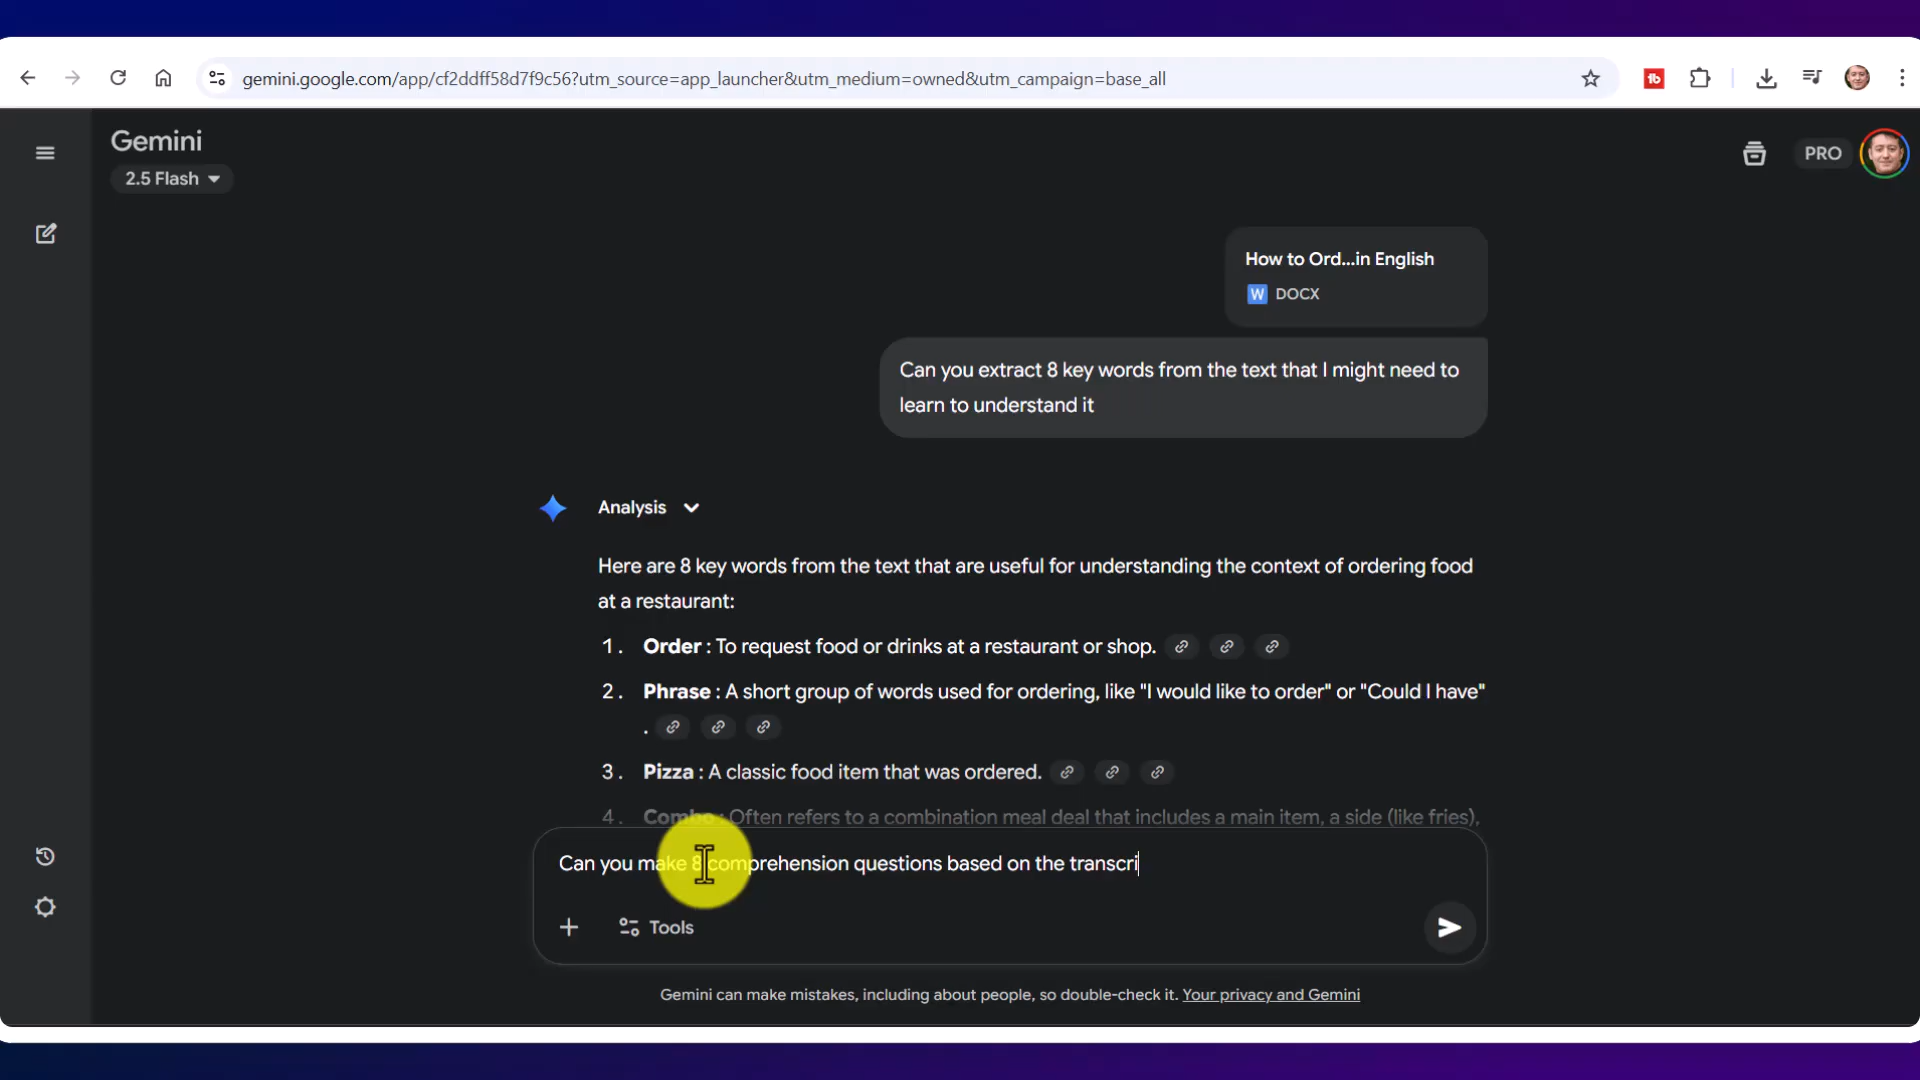 gemini.google.com/app/cf2ddff58d7f9c56?utm_source=app_launcher&utm_medium=owned&utm_campaign=base_all
Gemini
2.5 Flash
PRO
How to Ord...in English
W DOCX
Can you extract 8 key words from the text that I might need to
learn to understand it
Analysis
Here are 8 key words from the text that are useful for understanding the context of ordering food
at a restaurant:
1. Order : To request food or drinks at a restaurant or shop.
2. Phrase : A short group of words used for ordering, like "I would like to order" or "Could I have"
.
3. Pizza : A classic food item that was ordered.
4. Combo : Often refers to a combination meal deal that includes a main item, a side (like fries),
Can you make 8 comprehension questions based on the transcri
Tools
Gemini can make mistakes, including about people, so double-check it. Your privacy and Gemini